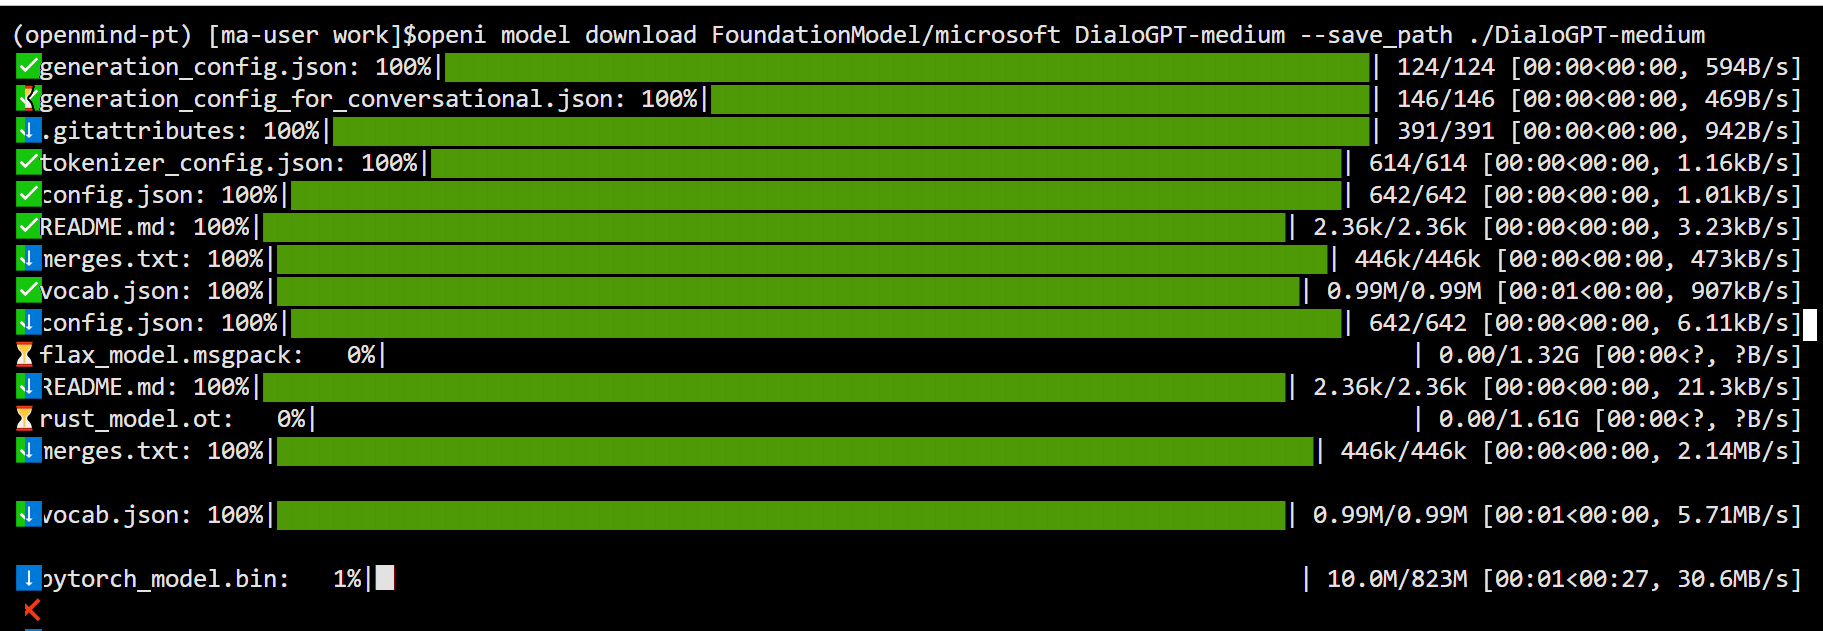 (openmind-pt) [ma-user work]$openi model download FoundationModel/microsoft DialoGPT-medium --save_path ./DialoGPT-medium
generation_config.json: 100%| | 124/124 [00:00<00:00, 594B/s]
generation_config_for_conversational.json: 100%| | 146/146 [00:00<00:00, 469B/s]
.gitattributes: 100%| | 391/391 [00:00<00:00, 942B/s]
tokenizer_config.json: 100%| | 614/614 [00:00<00:00, 1.16kB/s]
config.json: 100%| | 642/642 [00:00<00:00, 1.01kB/s]
README.md: 100%| | 2.36k/2.36k [00:00<00:00, 3.23kB/s]
merges.txt: 100%| | 446k/446k [00:00<00:00, 473kB/s]
vocab.json: 100%| | 0.99M/0.99M [00:01<00:00, 907kB/s]
config.json: 100%| | 642/642 [00:00<00:00, 6.11kB/s]
flax_model.msgpack: 0%| | 0.00/1.32G [00:00<?, ?B/s]
README.md: 100%| | 2.36k/2.36k [00:00<00:00, 21.3kB/s]
rust_model.ot: 0%| | 0.00/1.61G [00:00<?, ?B/s]
merges.txt: 100%| | 446k/446k [00:00<00:00, 2.14MB/s]
vocab.json: 100%| | 0.99M/0.99M [00:01<00:00, 5.71MB/s]
pytorch_model.bin: 1%| | 10.0M/823M [00:01<00:27, 30.6MB/s]